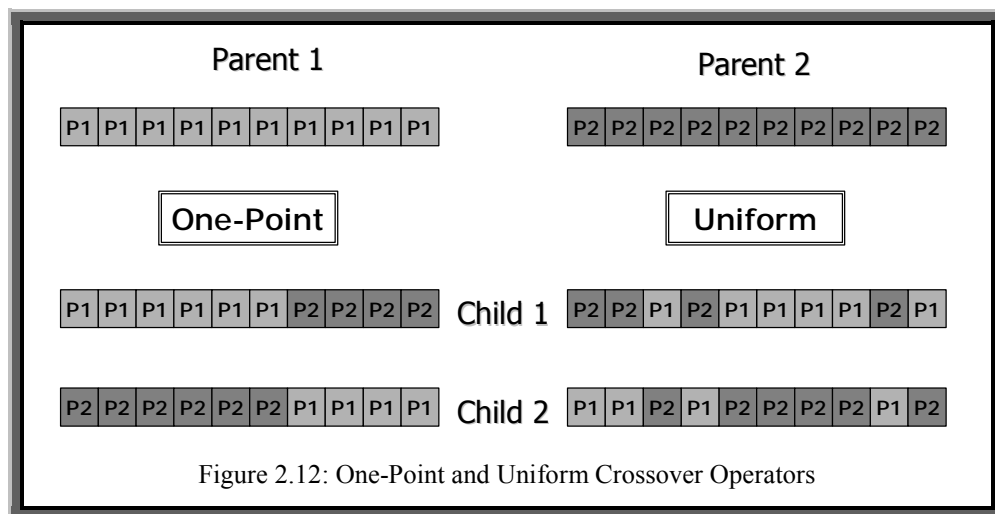 Parent 1
Parent 2
P1 P1 P1 P1 P1 P1 P1 P1 P1 P1
P2 P2 P2 P2 P2 P2 P2 P2 P2 P2
One-Point
Uniform
P1 P1 P1 P1 P1 P1 P2 P2 P2 P2
Child 1
P2 P2 P1 P2 P1 P1 P1 P1 P2 P1
P2 P2 P2 P2 P2 P2 P1 P1 P1 P1
Child 2
P1 P1 P2 P1 P2 P2 P2 P2 P1 P2
Figure 2.12: One-Point and Uniform Crossover Operators